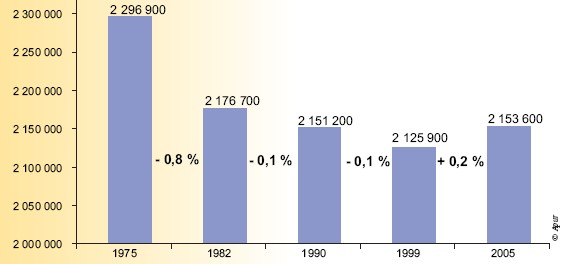 2 300 000
2 250 000
2 200 000
2 150 000
2 100 000
2 050 000
2 000 000
2 296 900
2 176 700
2 151 200
2 125 900
2 153 600
- 0,8 %
- 0,1 %
- 0,1 %
+ 0,2 %
1975
1982
1990
1999
2005
© Apur